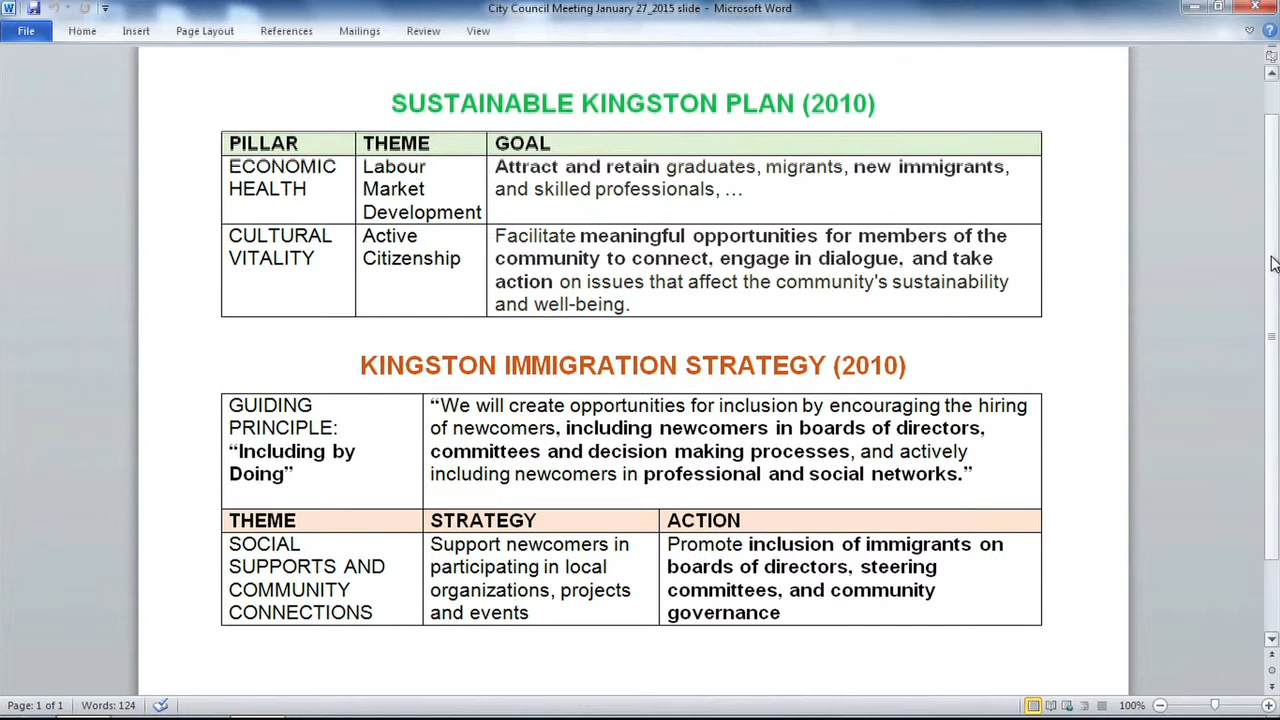 City Council Meeting January 27_2015 slide - Microsoft Word
File Home Insert Page Layout References Mailings Review View
SUSTAINABLE KINGSTON PLAN (2010)
PILLAR THEME GOAL
ECONOMIC Labour Attract and retain graduates, migrants, new immigrants,
HEALTH Market and skilled professionals, …
Development
CULTURAL Active Facilitate meaningful opportunities for members of the
VITALITY Citizenship community to connect, engage in dialogue, and take
action on issues that affect the community's sustainability
and well-being.
KINGSTON IMMIGRATION STRATEGY (2010)
GUIDING “We will create opportunities for inclusion by encouraging the hiring
PRINCIPLE: of newcomers, including newcomers in boards of directors,
“Including by committees and decision making processes, and actively
Doing” including newcomers in professional and social networks.”
THEME STRATEGY ACTION
SOCIAL Support newcomers in Promote inclusion of immigrants on
SUPPORTS AND participating in local boards of directors, steering
COMMUNITY organizations, projects committees, and community
CONNECTIONS and events governance
Page: 1 of 1 Words: 124 100%